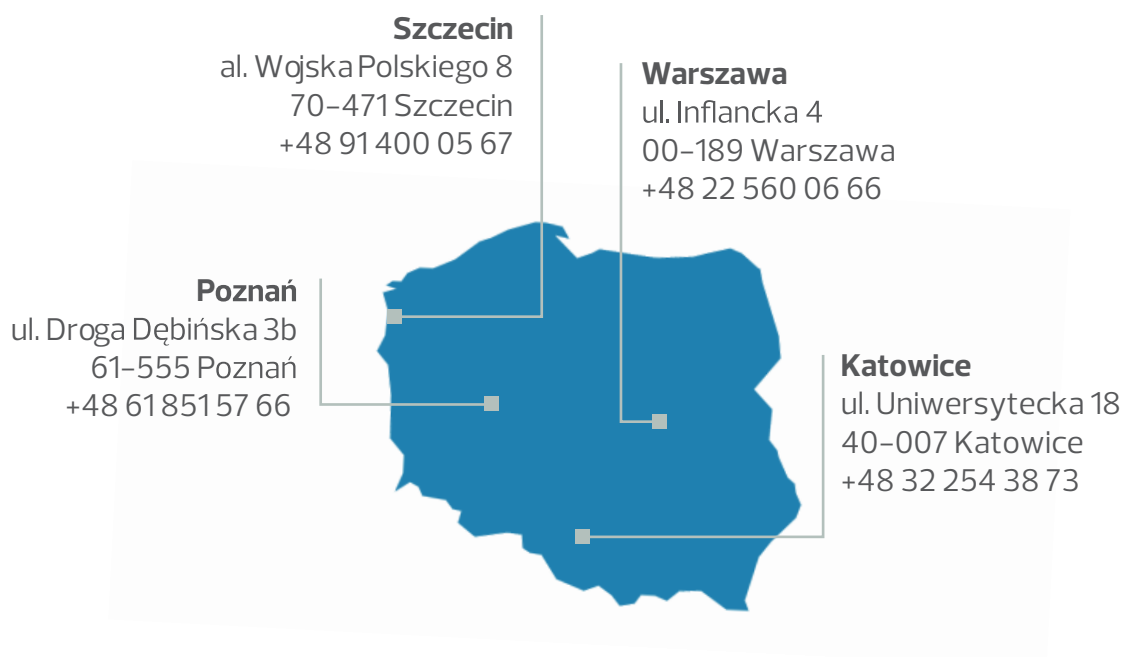 Szczecin
al. Wojska Polskiego 8
70-471 Szczecin
+48 91 400 05 67
Warszawa
ul. Inflancka 4
00-189 Warszawa
+48 22 560 06 66
Poznań
ul. Droga Dębińska 3b
61-555 Poznań
+48 61 851 57 66
Katowice
ul. Uniwersytecka 18
40-007 Katowice
+48 32 254 38 73